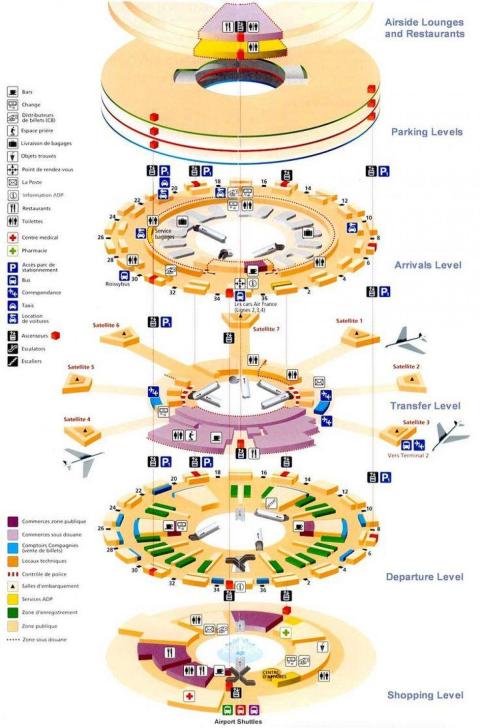 Airside Lounges
and Restaurants
Parking Levels
Bars
Change
Distributeurs
de billets (CB)
Espace prière
Livraison de bagages
Objets trouvés
Point de rendez-vous
La Poste
Information ADP
Restaurants
Toilettes
Centre medical
Pharmacie
Accès parc de
stationnement
Bus
Correspondance
Taxis
Location
de voitures
Ascenseurs
Escalators
Escaliers
20
18
16
14
22
12
24
10
26
8
28
6
30
4
32
34
36
2
Service
bagages
Roissybus
Les cars Air France
(Lignes 2,3,4)
Arrivals Level
Satellite 7
Satellite 6
Satellite 1
Satellite 5
Satellite 2
Satellite 4
Satellite 3
Vers Terminal 2
Transfer Level
20
18
16
14
22
12
24
10
26
8
28
6
30
4
32
34
36
2
Departure Level
Commerces zone publique
Commerces sous douane
Comptoirs Compagnies
(vente de billets)
Locaux techniques
Contrôle de police
Salles d'embarquement
Services ADP
Zone d'enregistrement
Zone publique
Zone sous douane
CENTRE
D'AFFAIRES
Shopping Level
Airport Shuttles